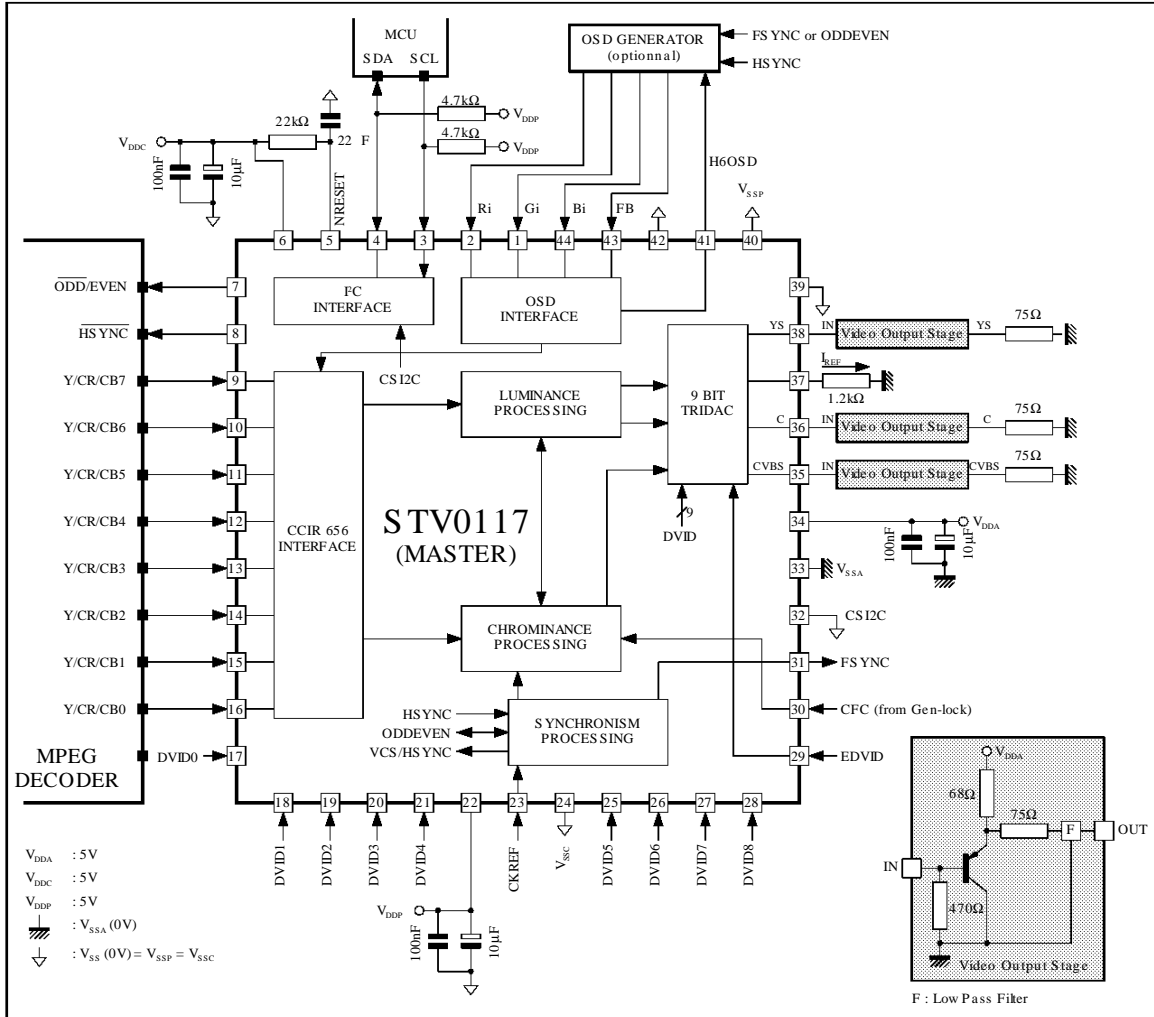 MCU
SDA SCL
OSD GENERATOR
(optionnal)
FSYNC or ODDEVEN
HSYNC
4.7kΩ
VDDP
4.7kΩ
VDDP
22kΩ
22 F
VDDC
100nF
10µF
NRESET
Ri
Gi
Bi
FB
H6OSD
VSSP
6
5
4
3
2
1
44
43
42
41
40
ODD/EVEN
7
HSYNC
8
Y/CR/CB7
9
Y/CR/CB6
10
Y/CR/CB5
11
Y/CR/CB4
12
Y/CR/CB3
13
Y/CR/CB2
14
Y/CR/CB1
15
Y/CR/CB0
16
DVID0
17
MPEG
DECODER
I²C
INTERFACE
OSD
INTERFACE
CSI2C
LUMINANCE
PROCESSING
9 BIT
TRIDAC
CCIR 656
INTERFACE
STV0117
(MASTER)
9
DVID
CHROMINANCE
PROCESSING
SYNCHRONISM
PROCESSING
HSYNC
ODDEVEN
VCS/HSYNC
YS
C
CVBS
39
38
IN
Video Output Stage
YS
75Ω
37
IREF
1.2kΩ
36
IN
Video Output Stage
C
75Ω
35
IN
Video Output Stage
CVBS
75Ω
34
VDDA
100nF
10µF
33
VSSA
32
CSI2C
31
FSYNC
30
CFC (from Gen-lock)
29
EDVID
18
19
20
21
22
23
24
25
26
27
28
DVID1
DVID2
DVID3
DVID4
CKREF
VSSC
DVID5
DVID6
DVID7
DVID8
VDDP
100nF
10µF
VDDA : 5V
VDDC : 5V
VDDP : 5V
: VSSA (0V)
: VSS (0V) = VSSP = VSSC
VDDA
68Ω
75Ω
F
OUT
IN
470Ω
Video Output Stage
F : Low Pass Filter